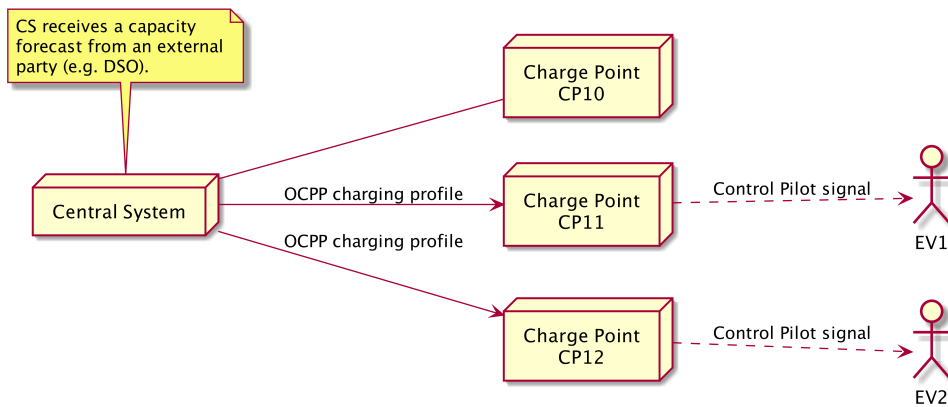 CS receives a capacity
forecast from an external
party (e.g. DSO).
Charge Point
CP10
Central System
OCPP charging profile
Charge Point
CP11
Control Pilot signal
EV1
OCPP charging profile
Charge Point
CP12
Control Pilot signal
EV2